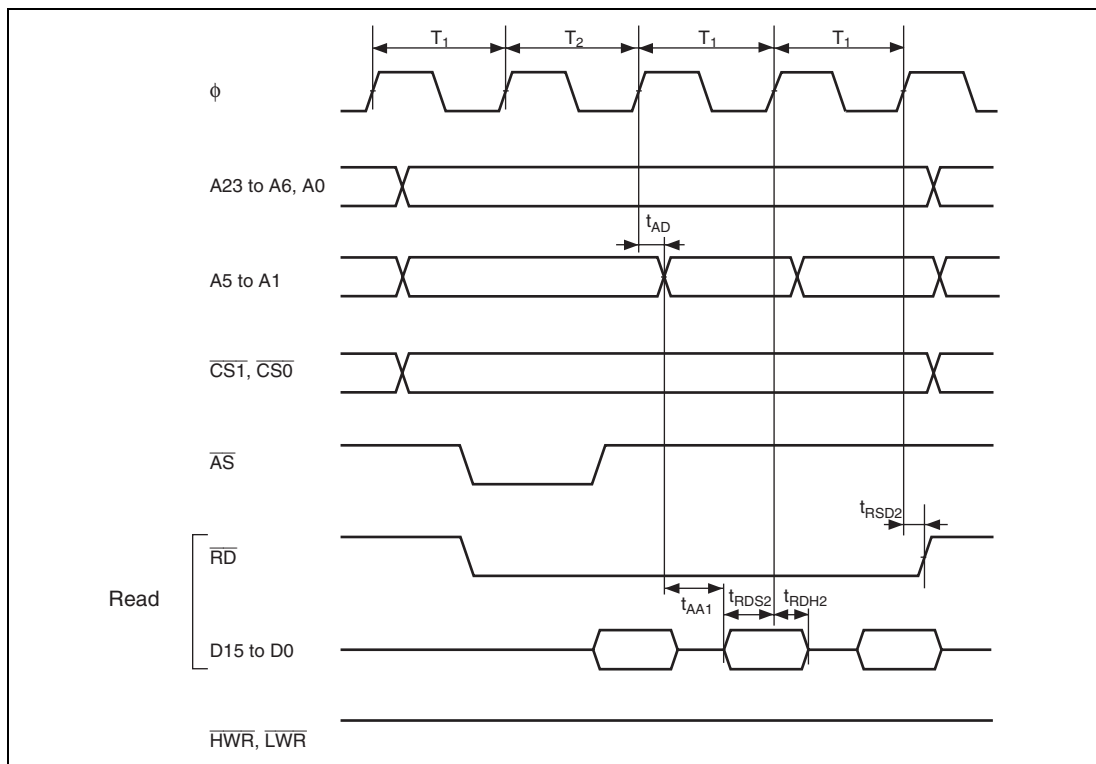 T1 T2 T1 T1
φ
A23 to A6, A0
tAD
A5 to A1
CS1, CS0
AS
tRSD2
RD
Read
tAA1 tRDS2 tRDH2
D15 to D0
HWR, LWR